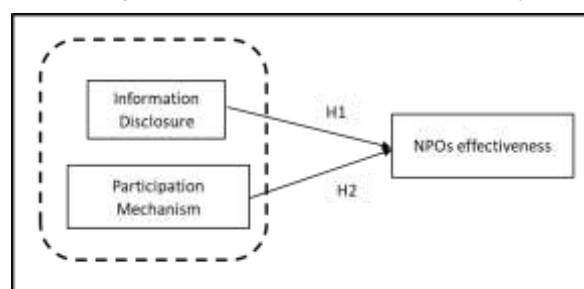 Information
Disclosure
H1
NPOs effectiveness
Participation
Mechanism
H2